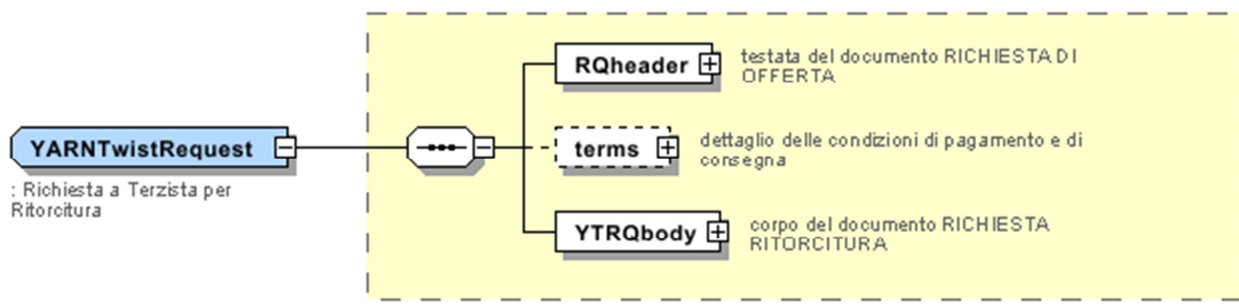 RQheader
testata del documento RICHIESTA DI
OFFERTA
YARNTwistRequest
: Richiesta a Terzista per
Ritorcitura
terms
dettaglio delle condizioni di pagamento e di
consegna
YTRQbody
corpo del documento RICHIESTA
RITORCITURA